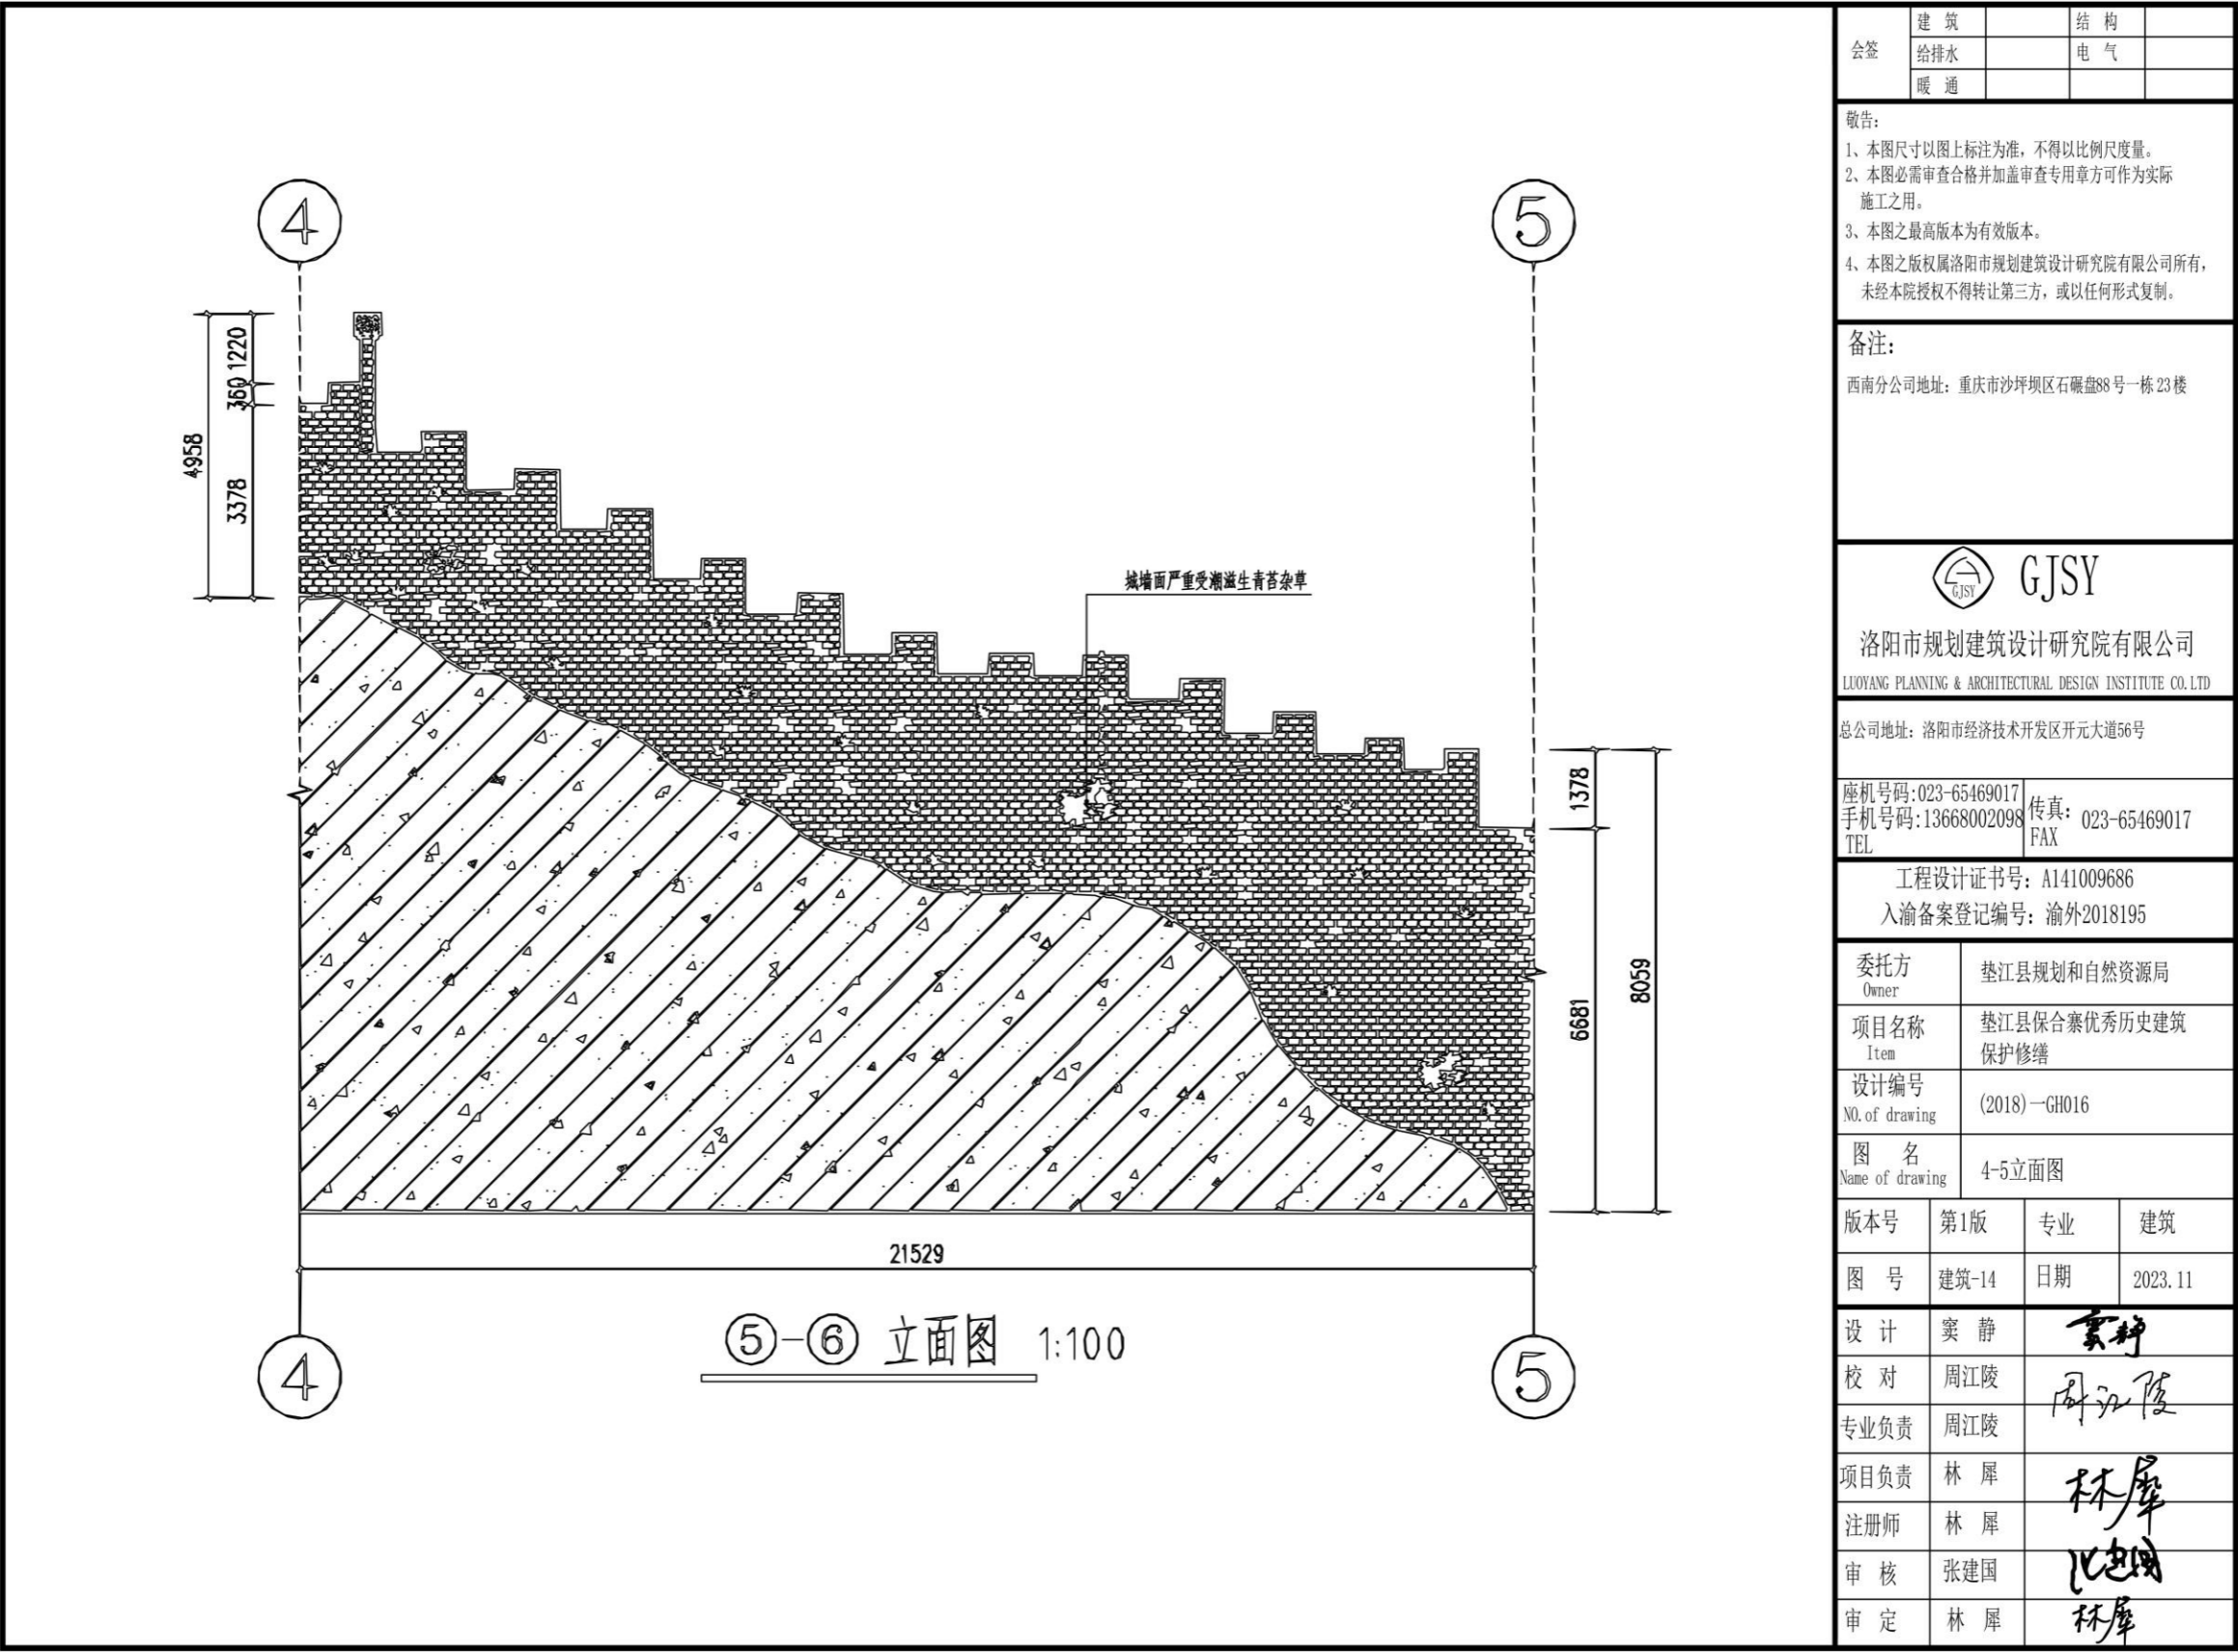 4
5
1220
360
3378
4958
城墙面严重受潮滋生青苔杂草
1378
6681
8059
21529
4
5
⑤-⑥ 立面图 1:100
会签
建 筑
结 构
给排水
电 气
暖 通
敬告:
1、本图尺寸以图上标注为准，不得以比例尺度量。
2、本图必需审查合格并加盖审查专用章方可作为实际
施工之用。
3、本图之最高版本为有效版本。
4、本图之版权属洛阳市规划建筑设计研究院有限公司所有，
未经本院授权不得转让第三方，或以任何形式复制。
备注:
西南分公司地址：重庆市沙坪坝区石碾盘88号一栋23楼
GJSY
GJSY
洛阳市规划建筑设计研究院有限公司
LUOYANG PLANNING & ARCHITECTURAL DESIGN INSTITUTE CO.LTD
总公司地址：洛阳市经济技术开发区开元大道56号
座机号码:023-65469017
手机号码:13668002098
TEL
传真:
FAX
023-65469017
工程设计证书号：A141009686
入渝备案登记编号：渝外2018195
委托方
Owner
垫江县规划和自然资源局
项目名称
Item
垫江县保合寨优秀历史建筑
保护修缮
设计编号
NO.of drawing
(2018)一GH016
图 名
Name of drawing
4-5立面图
版本号 第1版 专业 建筑
图 号 建筑-14 日期 2023.11
设 计 窦 静 窦静
校 对 周江陵 周江陵
专业负责 周江陵
项目负责 林 犀 林犀
注册师 林 犀
审 核 张建国
审 定 林 犀 林犀